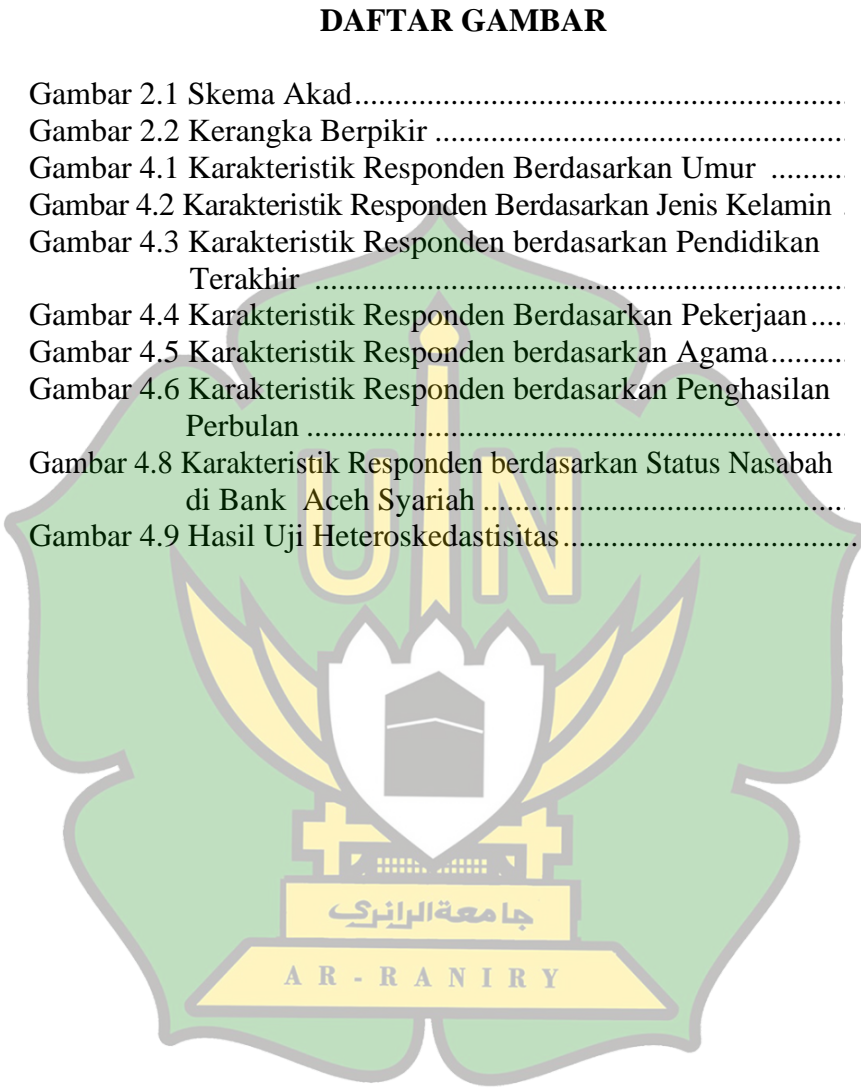 DAFTAR GAMBAR
Gambar 2.1 Skema Akad..............................................................
Gambar 2.2 Kerangka Berpikir ....................................................
Gambar 4.1 Karakteristik Responden Berdasarkan Umur ..........
Gambar 4.2 Karakteristik Responden Berdasarkan Jenis Kelamin .
Gambar 4.3 Karakteristik Responden berdasarkan Pendidikan
Terakhir ...................................................................
Gambar 4.4 Karakteristik Responden Berdasarkan Pekerjaan.....
Gambar 4.5 Karakteristik Responden berdasarkan Agama..........
Gambar 4.6 Karakteristik Responden berdasarkan Penghasilan
Perbulan ....................................................................
Gambar 4.8 Karakteristik Responden berdasarkan Status Nasabah
di Bank Aceh Syariah ..............................................
Gambar 4.9 Hasil Uji Heteroskedastisitas.....................................
UIN
جامعة الرانري
AR-RANIRY